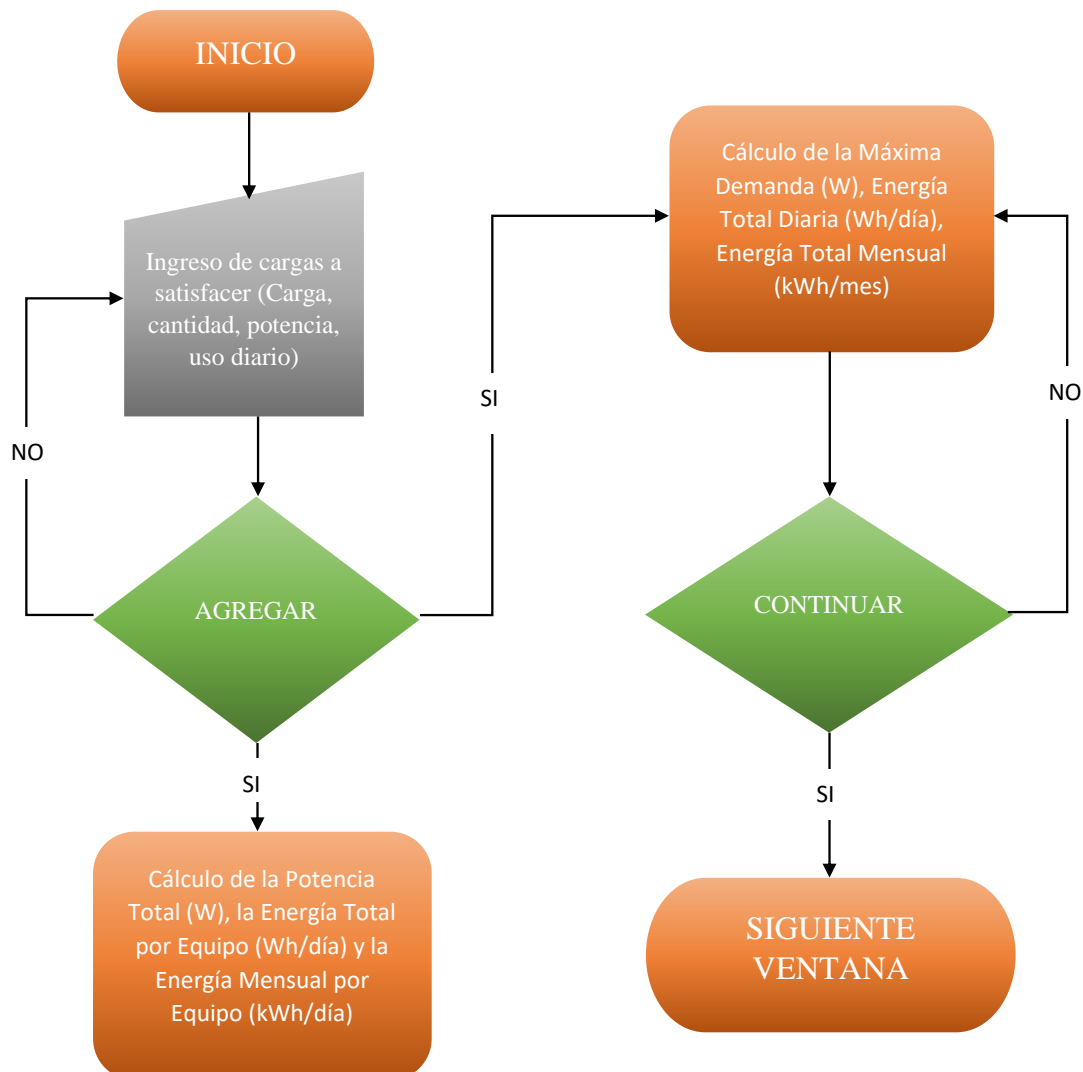 INICIO
Ingreso de cargas a
satisfacer (Carga,
cantidad, potencia,
uso diario)
NO
AGREGAR
SI
SI
Cálculo de la Potencia
Total (W), la Energía Total
por Equipo (Wh/día) y la
Energía Mensual por
Equipo (kWh/día)
Cálculo de la Máxima
Demanda (W), Energía
Total Diaria (Wh/día),
Energía Total Mensual
(kWh/mes)
NO
CONTINUAR
SI
SIGUIENTE
VENTANA